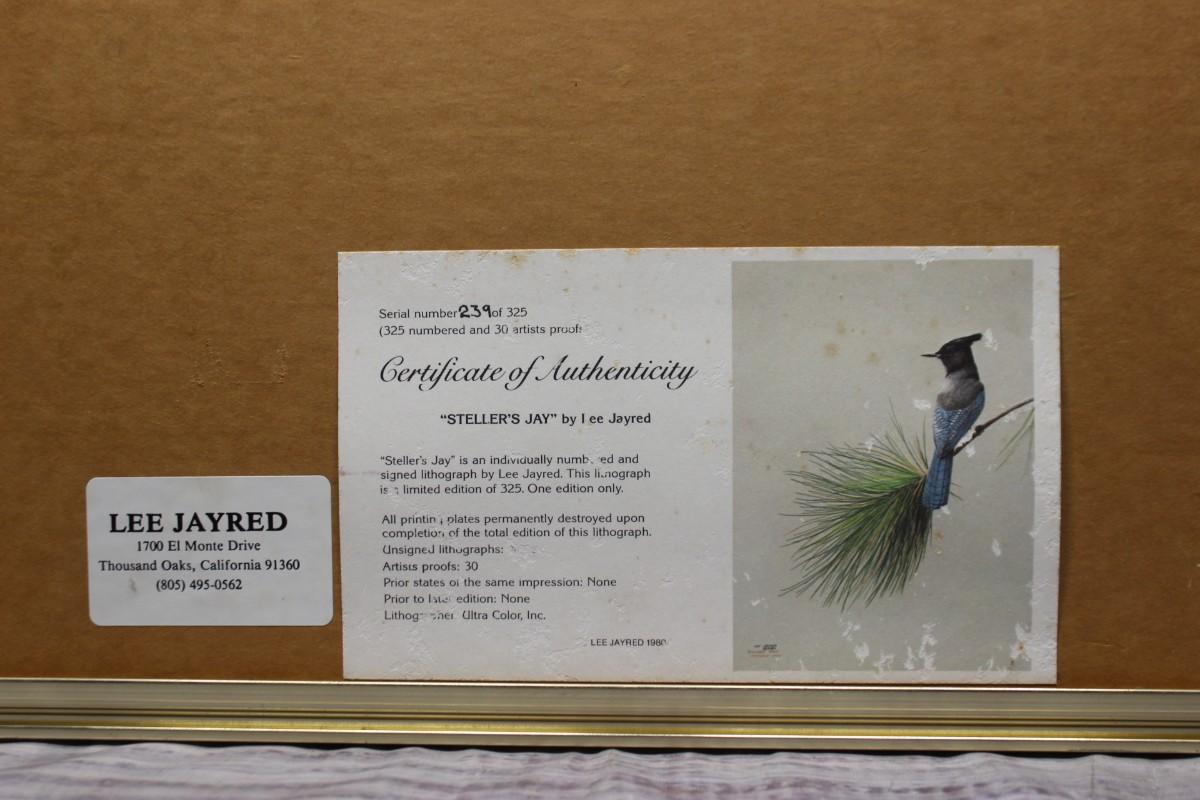 Serial number 239 of 325
(325 numbered and 30 artists proof
Certificate of Authenticity
"STELLER'S JAY" by Lee Jayred
"Steller's Jay" is an individually numbered and
signed lithograph by Lee Jayred. This lithograph
is a limited edition of 325. One edition only.
All printing plates permanently destroyed upon
completion of the total edition of this lithograph.
Unsigned lithographs:
Artists proofs: 30
Prior states of the same impression: None
Prior to later edition: None
Lithographer Ultra Color, Inc.
LEE JAYRED 1980
LEE JAYRED
1700 El Monte Drive
Thousand Oaks, California 91360
(805) 495-0562